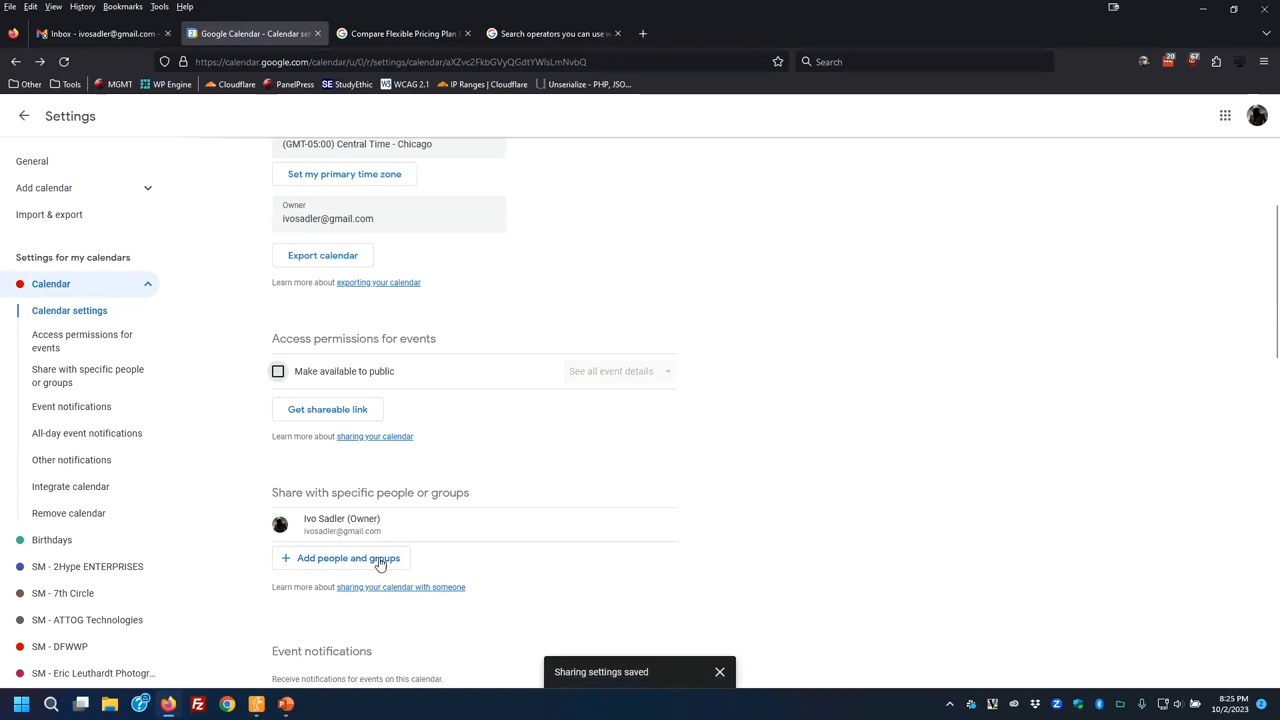 File Edit View History Bookmarks Tools Help
Inbox - ivosadler@gmail.com -
Google Calendar - Calendar se
Compare Flexible Pricing Plan
Search operators you can use w
https://calendar.google.com/calendar/u/0/r/settings/calendar/aXZvc2FkbGVyQGdtYWlsLmNvbQ
Search
20
67
Other
Tools
MGMT
WP Engine
Cloudflare
PanelPress
StudyEthic
WCAG 2.1
IP Ranges | Cloudflare
Unserialize - PHP, JSO...
Settings
General
Add calendar
Import & export
Settings for my calendars
Calendar
Calendar settings
Access permissions for
events
Share with specific people
or groups
Event notifications
All-day event notifications
Other notifications
Integrate calendar
Remove calendar
Birthdays
SM - 2Hype ENTERPRISES
SM - 7th Circle
SM - ATTOG Technologies
SM - DFWWP
SM - Eric Leuthardt Photogr...
(GMT-05:00) Central Time - Chicago
Set my primary time zone
Owner
ivosadler@gmail.com
Export calendar
Learn more about exporting your calendar
Access permissions for events
Make available to public
See all event details
Get shareable link
Learn more about sharing your calendar
Share with specific people or groups
Ivo Sadler (Owner)
ivosadler@gmail.com
+ Add people and groups
Learn more about sharing your calendar with someone
Event notifications
Receive notifications for events on this calendar.
Sharing settings saved
8:25 PM
10/2/2023